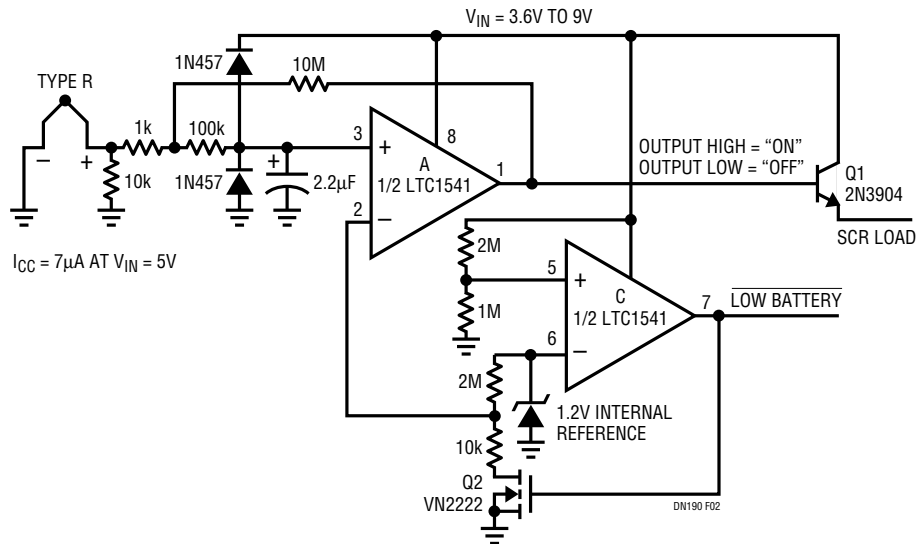 V_IN = 3.6V TO 9V
1N457
10M
TYPE R
1k
100k
3
+
A
8
1/2 LTC1541
1
OUTPUT HIGH = “ON”
OUTPUT LOW = “OFF”
Q1
2N3904
SCR LOAD
−
+
10k
1N457
+
2.2µF
2
−
I_CC = 7µA AT V_IN = 5V
2M
5
+
C
1/2 LTC1541
7
LOW BATTERY
1M
6
−
2M
1.2V INTERNAL
REFERENCE
10k
Q2
VN2222
DN190 F02